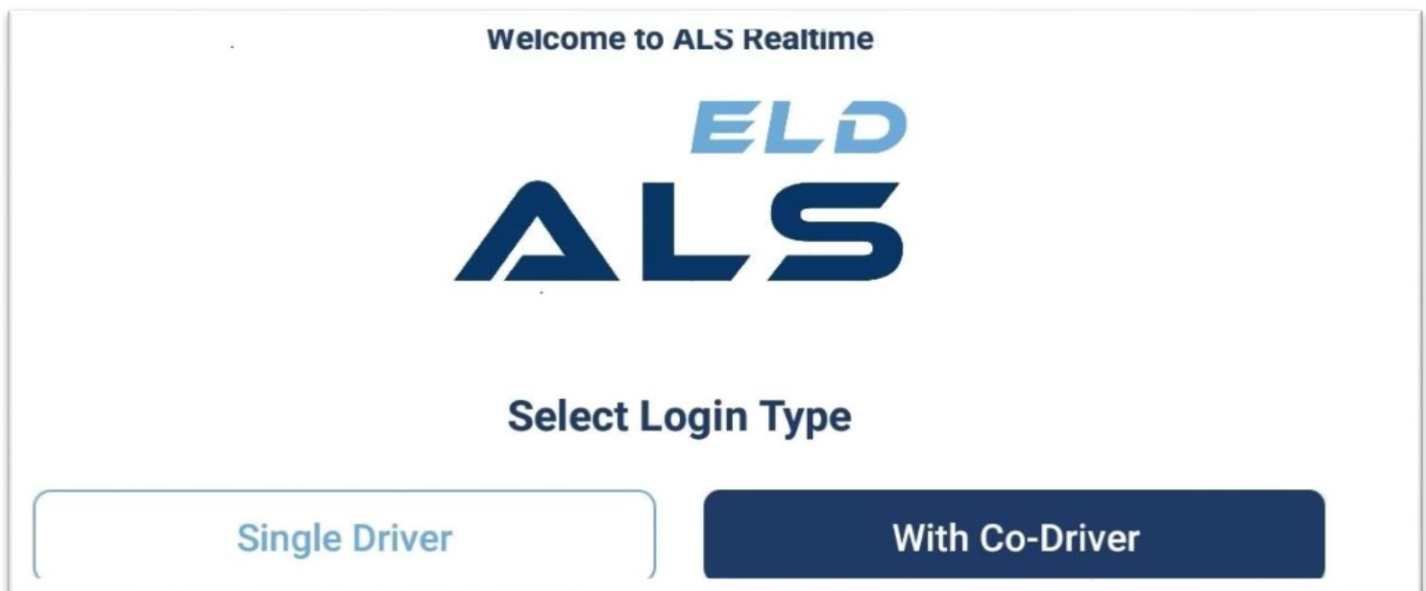 Welcome to ALS Realtime
ELD
ALS
Select Login Type
Single Driver
With Co-Driver